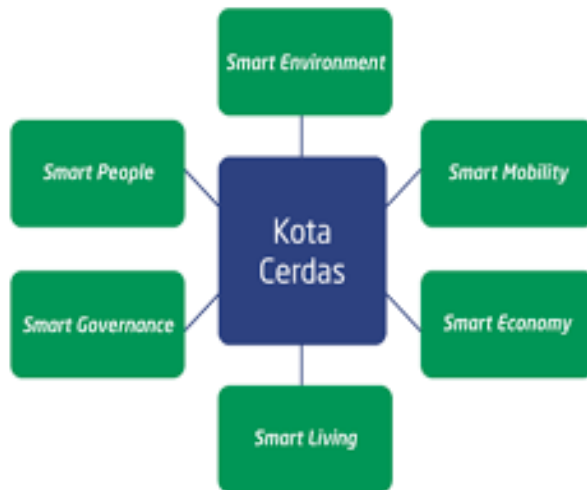 Smart Environment
Smart People
Smart Mobility
Kota
Cerdas
Smart Governance
Smart Economy
Smart Living